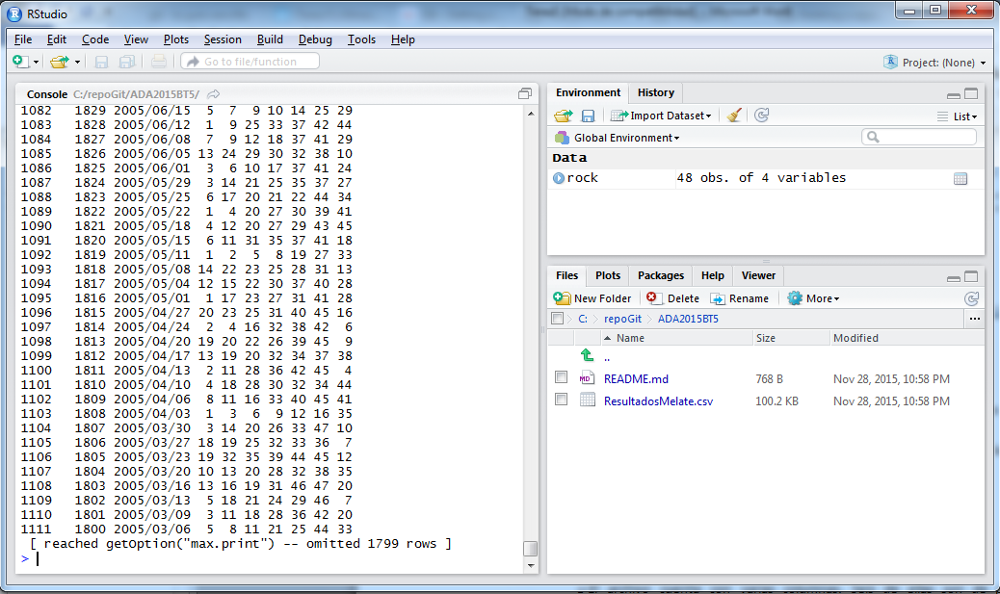 RStudio
File Edit Code View Plots Session Build Debug Tools Help
Go to file/function
Project: (None)
Console C:/repoGit/ADA2015BT5/
1082 1829 2005/06/15 5 7 9 10 14 25 29
1083 1828 2005/06/12 1 9 25 33 37 42 44
1084 1827 2005/06/08 7 9 12 18 37 41 29
1085 1826 2005/06/05 13 24 29 30 32 38 10
1086 1825 2005/06/01 3 6 10 17 37 41 24
1087 1824 2005/05/29 3 14 21 25 35 37 27
1088 1823 2005/05/25 6 17 20 21 22 44 34
1089 1822 2005/05/22 1 4 20 27 30 39 41
1090 1821 2005/05/18 4 12 20 27 29 43 45
1091 1820 2005/05/15 6 11 31 35 37 41 18
1092 1819 2005/05/11 1 2 5 8 19 27 33
1093 1818 2005/05/08 14 22 23 25 28 31 13
1094 1817 2005/05/04 12 15 22 30 37 40 28
1095 1816 2005/05/01 1 17 23 27 31 41 28
1096 1815 2005/04/27 20 23 25 31 40 45 16
1097 1814 2005/04/24 2 4 16 32 38 42 6
1098 1813 2005/04/20 19 20 22 26 39 45 9
1099 1812 2005/04/17 13 19 20 32 34 37 38
1100 1811 2005/04/13 2 11 28 36 42 45 4
1101 1810 2005/04/10 4 18 28 30 32 34 44
1102 1809 2005/04/06 8 11 16 33 40 45 41
1103 1808 2005/04/03 1 3 6 9 12 16 35
1104 1807 2005/03/30 3 14 20 26 33 47 10
1105 1806 2005/03/27 18 19 25 32 33 36 7
1106 1805 2005/03/23 19 32 35 39 44 45 12
1107 1804 2005/03/20 10 13 20 28 32 38 35
1108 1803 2005/03/16 13 16 19 31 46 47 20
1109 1802 2005/03/13 5 18 21 24 29 46 7
1110 1801 2005/03/09 3 11 18 28 36 42 20
1111 1800 2005/03/06 5 8 11 21 25 44 33
[ reached getOption("max.print") -- omitted 1799 rows ]
>
Environment History
Import Dataset List
Global Environment
Data
rock 48 obs. of 4 variables
Files Plots Packages Help Viewer
New Folder Delete Rename More
C: repoGit ADA2015BT5 ...
Name Size Modified
..
README.md 768 B Nov 28, 2015, 10:58 PM
ResultadosMelate.csv 100.2 KB Nov 28, 2015, 10:58 PM